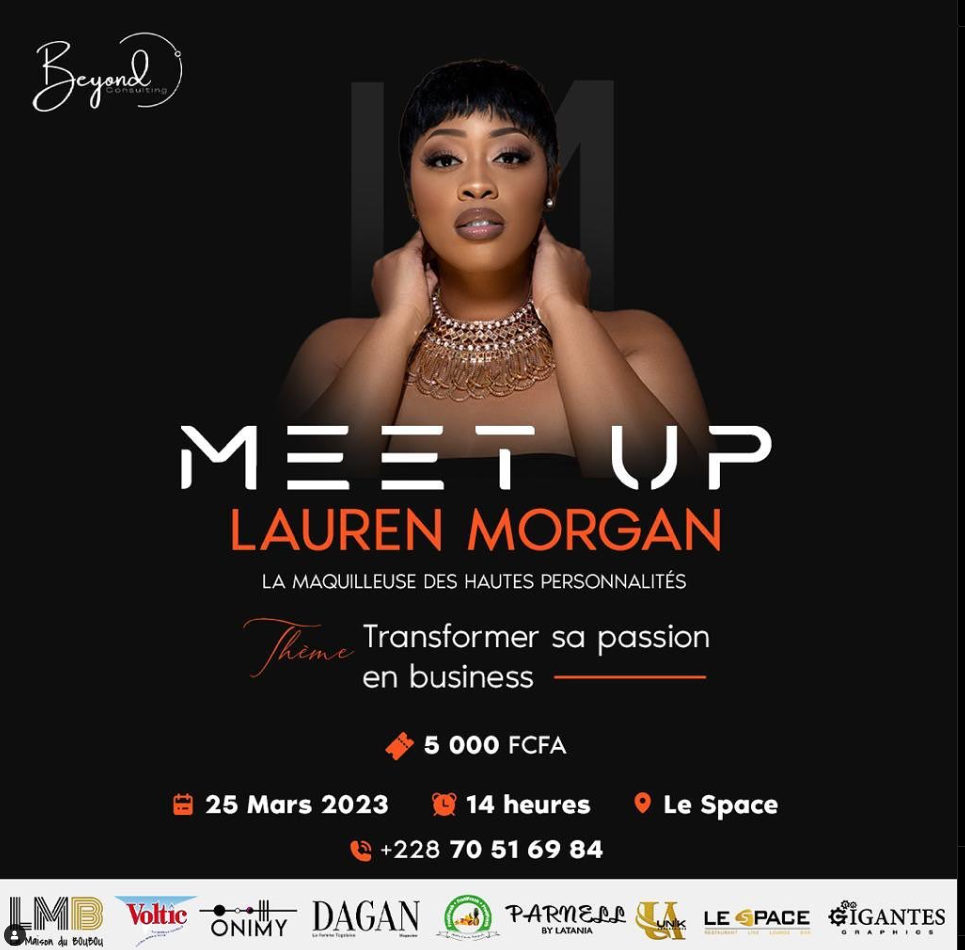 Beyond
Consulting
LM
MEET UP
LAUREN MORGAN
LA MAQUILLEUSE DES HAUTES PERSONNALITÉS
Thème Transformer sa passion
en business
5 000 FCFA
25 Mars 2023 14 heures Le Space
+228 70 51 69 84
LMB Voltic ONIMY DAGAN PARNELL UNIK LE SPACE GIGANTES
Maison du BOUBOU BY LATANIA GRAPHICS